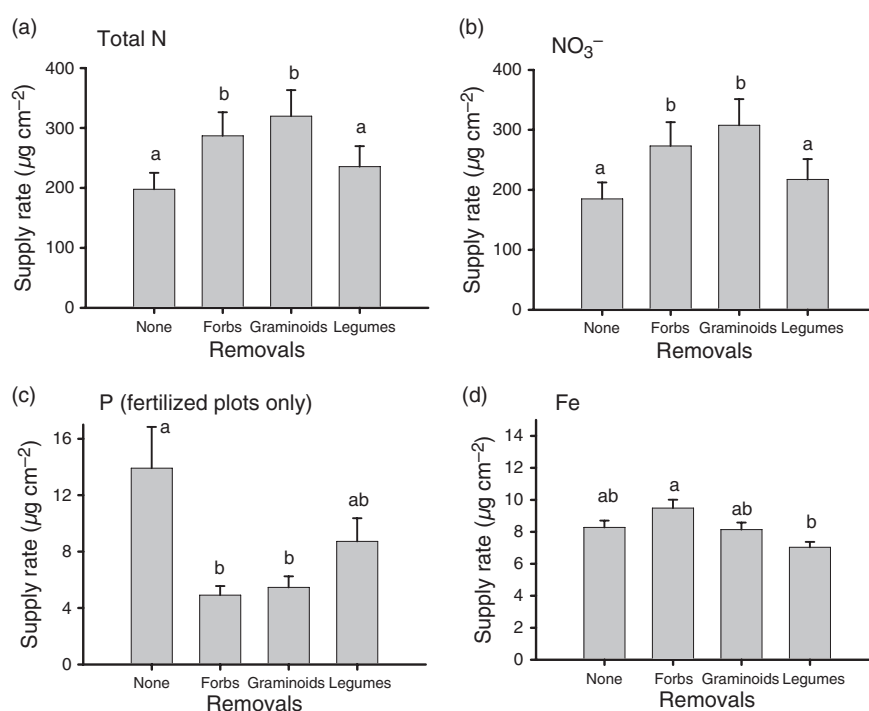 (a)
Total N
Supply rate (µg cm⁻²)
400
300
200
100
0
a
b
b
a
None Forbs Graminoids Legumes
Removals
(b)
NO₃⁻
Supply rate (µg cm⁻²)
400
300
200
100
0
a
b
b
a
None Forbs Graminoids Legumes
Removals
(c)
P (fertilized plots only)
Supply rate (µg cm⁻²)
16
12
8
4
0
a
b
b
ab
None Forbs Graminoids Legumes
Removals
(d)
Fe
Supply rate (µg cm⁻²)
14
12
10
8
6
4
2
0
ab
a
ab
b
None Forbs Graminoids Legumes
Removals